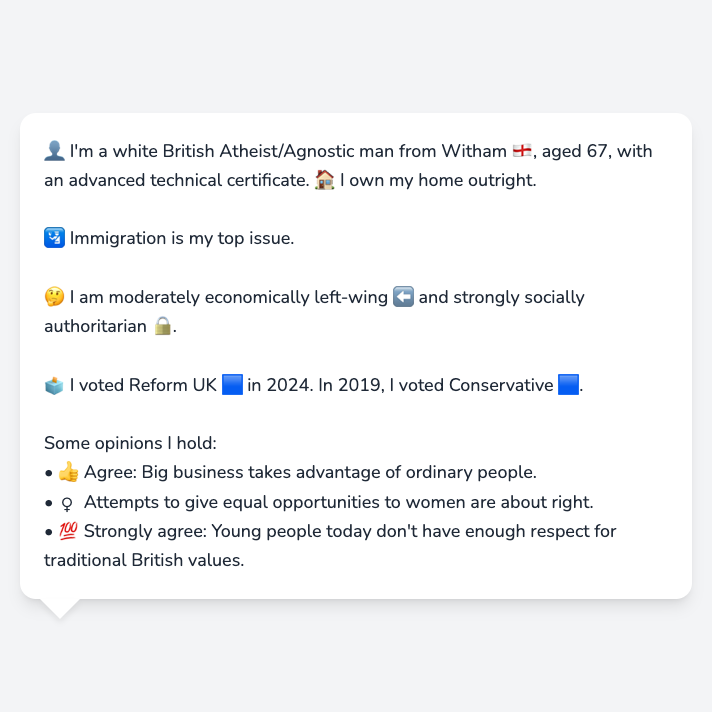 👤 I'm a white British Atheist/Agnostic man from Witham 🏴󠁧󠁢󠁥󠁮󠁧󠁿, aged 67, with
an advanced technical certificate. 🏠 I own my home outright.
🛂 Immigration is my top issue.
🤔 I am moderately economically left-wing ⬅️ and strongly socially
authoritarian 🔒.
🗳️ I voted Reform UK 🟦 in 2024. In 2019, I voted Conservative 🟦.
Some opinions I hold:
• 👍 Agree: Big business takes advantage of ordinary people.
• ♀ Attempts to give equal opportunities to women are about right.
• 💯 Strongly agree: Young people today don't have enough respect for
traditional British values.